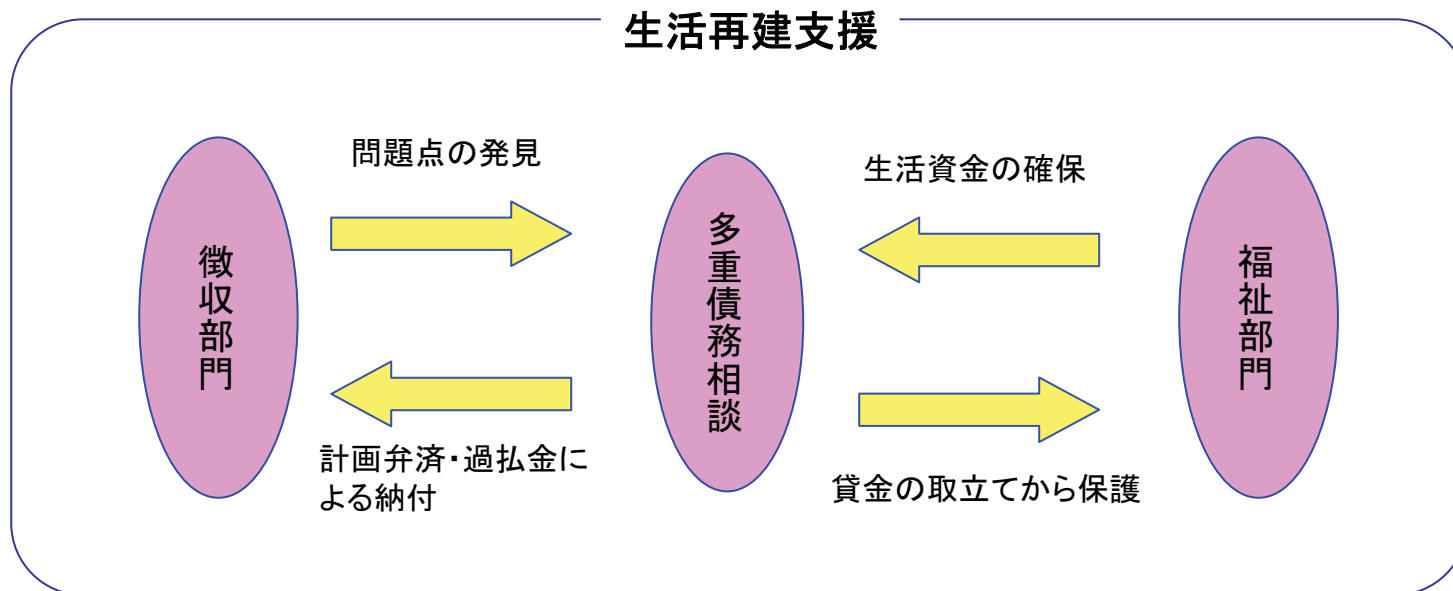 生活再建支援
問題点の発見
生活資金の確保
徴収部門
多重債務相談
福祉部門
計画弁済・過払金に
よる納付
貸金の取立てから保護